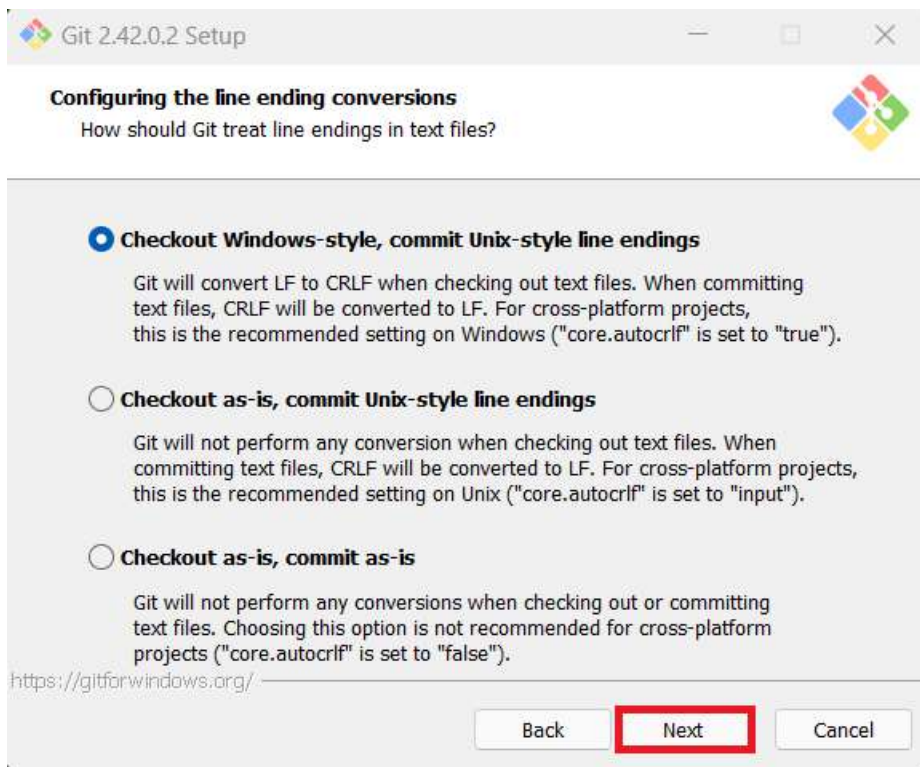 Git 2.42.0.2 Setup
Configuring the line ending conversions
How should Git treat line endings in text files?
Checkout Windows-style, commit Unix-style line endings
Git will convert LF to CRLF when checking out text files. When committing
text files, CRLF will be converted to LF. For cross-platform projects,
this is the recommended setting on Windows ("core.autocrlf" is set to "true").
Checkout as-is, commit Unix-style line endings
Git will not perform any conversion when checking out text files. When
committing text files, CRLF will be converted to LF. For cross-platform projects,
this is the recommended setting on Unix ("core.autocrlf" is set to "input").
Checkout as-is, commit as-is
Git will not perform any conversions when checking out or committing
text files. Choosing this option is not recommended for cross-platform
projects ("core.autocrlf" is set to "false").
https://gitforwindows.org/
Back Next Cancel